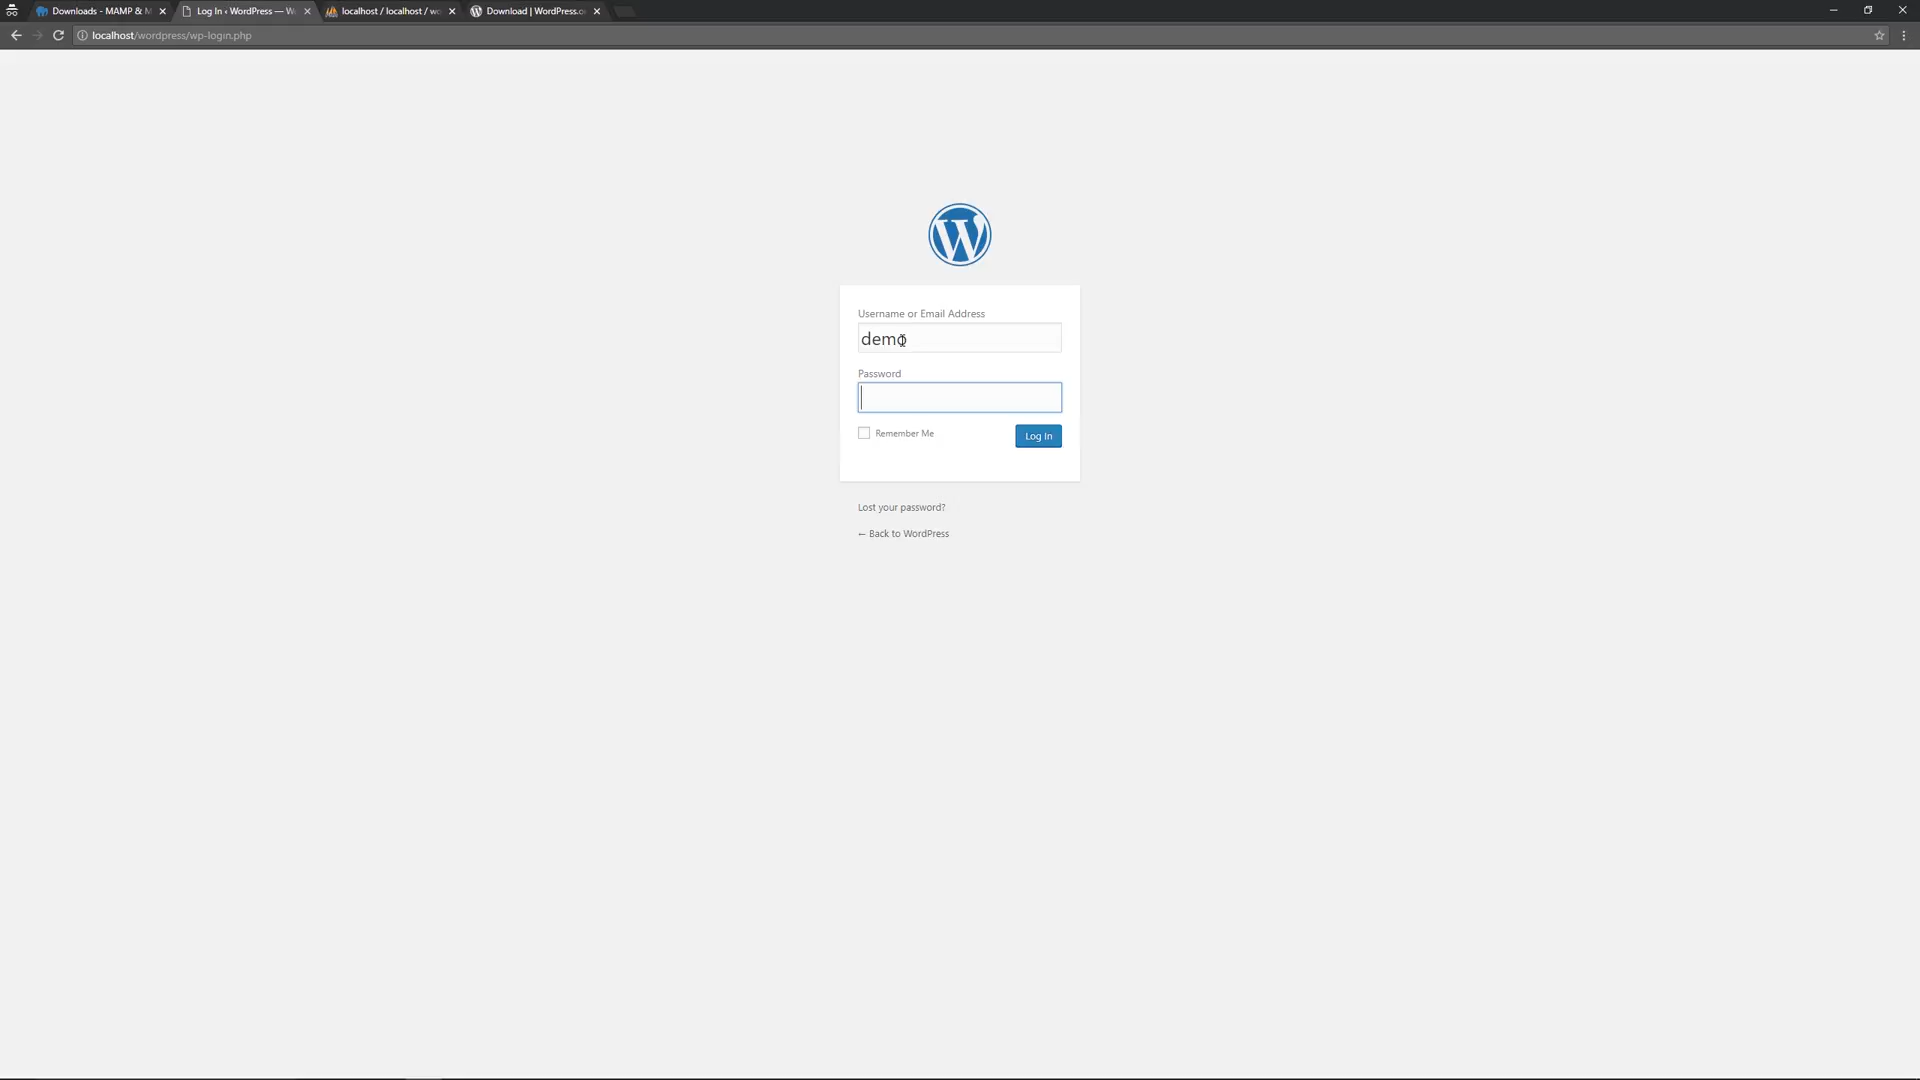 Downloads - MAMP & M
Log In ‹ WordPress — W
localhost / localhost / wo
Download | WordPress.o
localhost/wordpress/wp-login.php
Username or Email Address
demo
Password
Remember Me
Log In
Lost your password?
← Back to WordPress